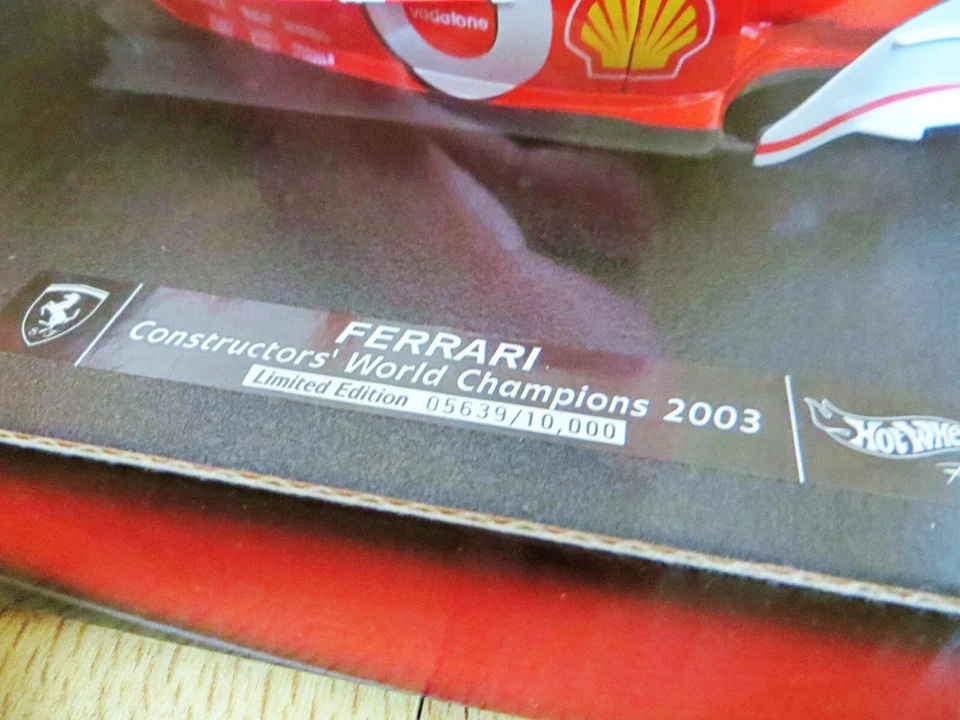 vodafone
FERRARI
Constructors' World Champions 2003
Limited Edition 05639/10,000